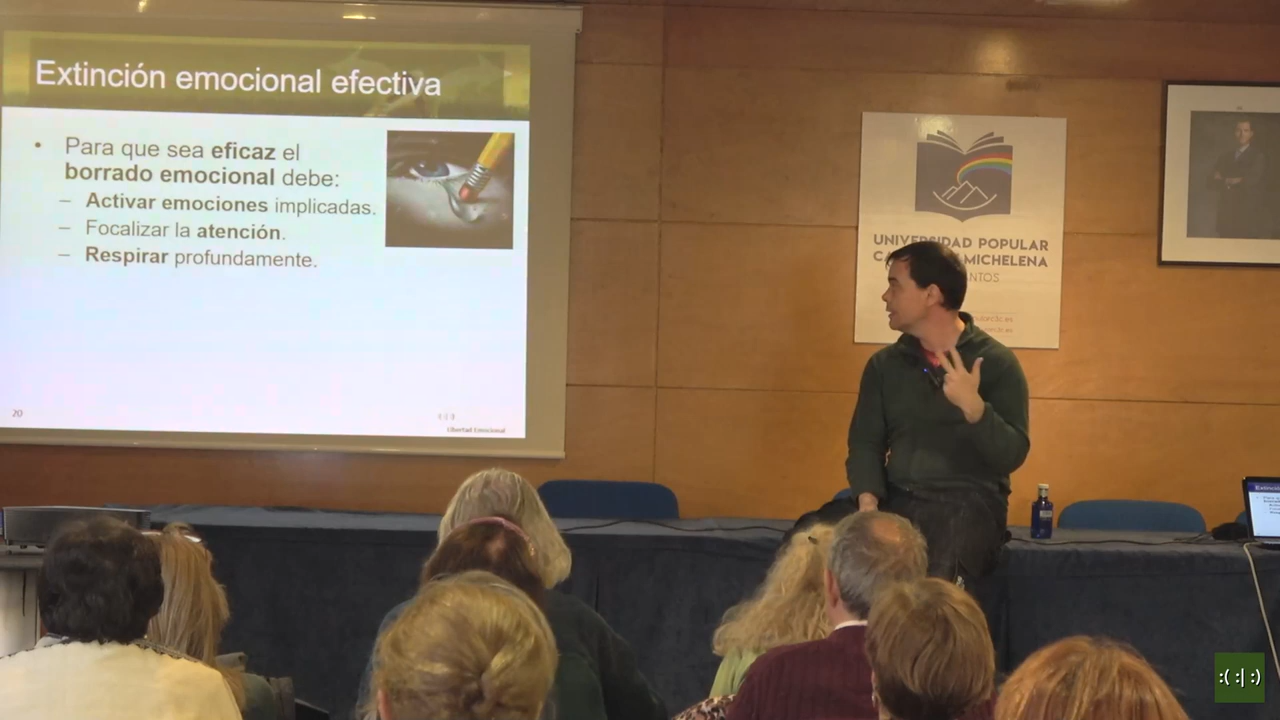 Extinción emocional efectiva
• Para que sea eficaz el
borrado emocional debe:
– Activar emociones implicadas.
– Focalizar la atención.
– Respirar profundamente.
20
Libertad Emocional
UNIVERSIDAD POPULAR
MICHELENA
:( :| :)